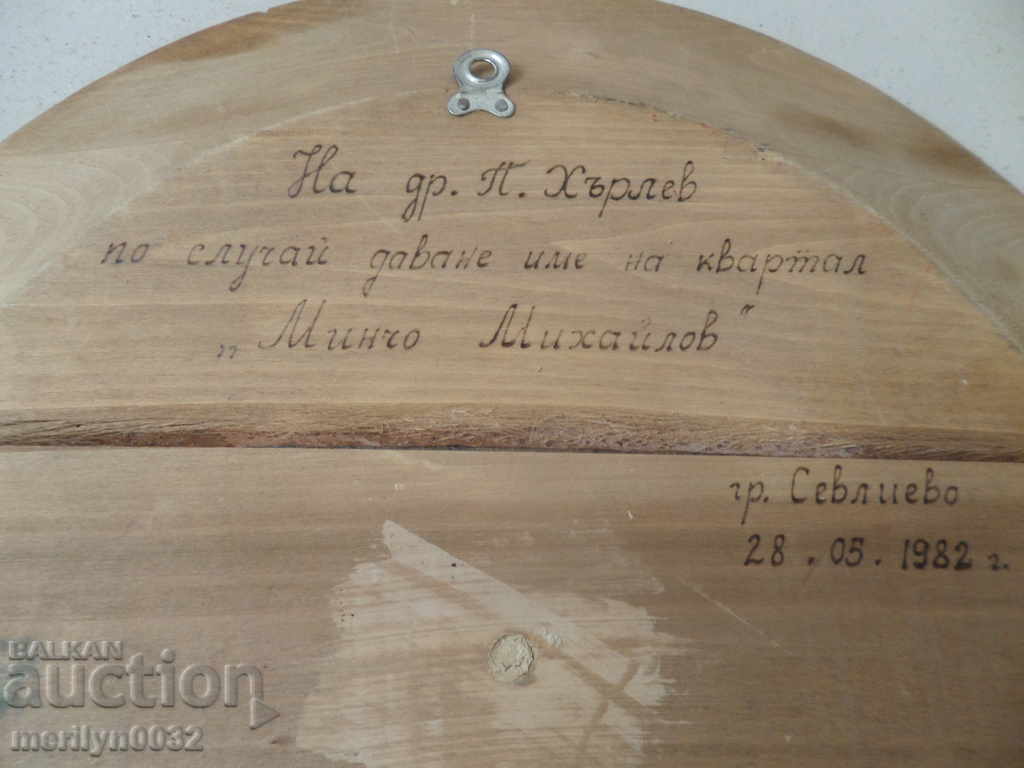 На др. П. Хърлев
по случай даване име на квартал
„Минчо Михайлов"
гр. Севлиево
28.05.1982 г.
BALKAN
auction
merilyn0032